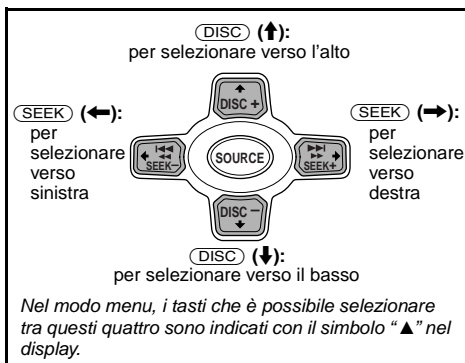 DISC (↑):
per selezionare verso l'alto
DISC +
SEEK (←):
per
selezionare
verso
sinistra
SEEK−
SOURCE
SEEK+
SEEK (→):
per
selezionare
verso
destra
DISC −
DISC (↓):
per selezionare verso il basso
Nel modo menu, i tasti che è possibile selezionare
tra questi quattro sono indicati con il simbolo “▲” nel
display.